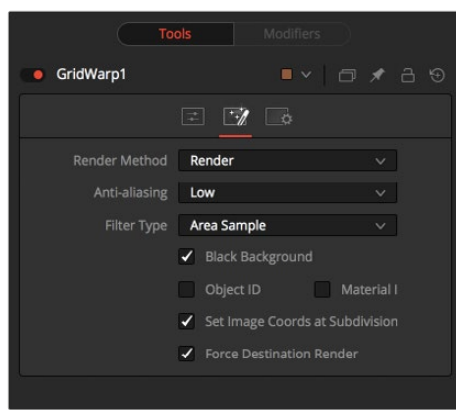 Tools Modifiers
GridWarp1
Render Method Render
Anti-aliasing Low
Filter Type Area Sample
Black Background
Object ID Material I
Set Image Coords at Subdivision
Force Destination Render